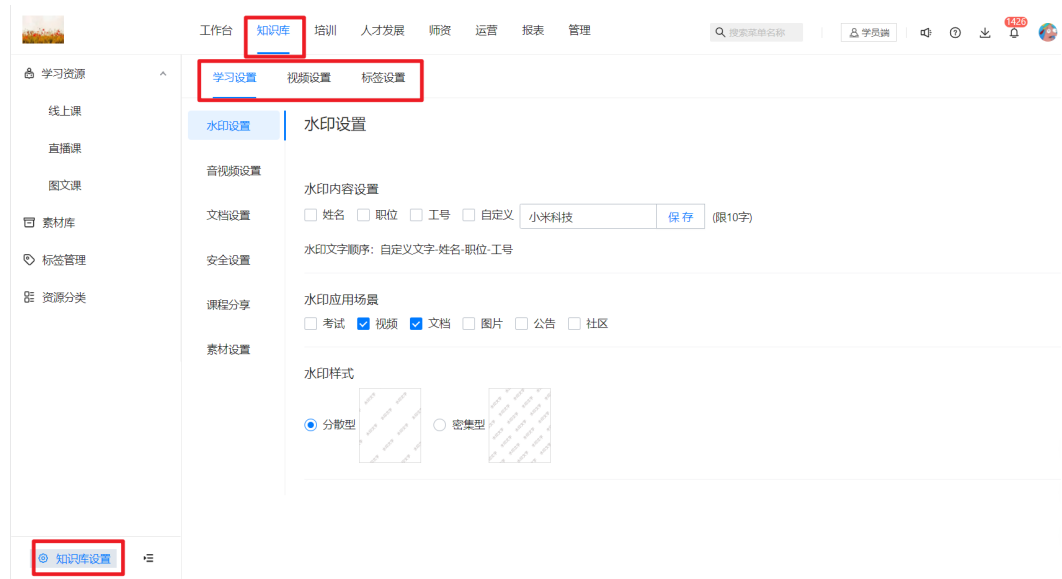 工作台 知识库 培训 人才发展 师资 运营 报表 管理 搜索菜单名称 学员端 1426
学习资源
线上课
直播课
图文课
素材库
标签管理
资源分类
知识库设置
学习设置 视频设置 标签设置
水印设置
音视频设置
文档设置
安全设置
课程分享
素材设置
水印设置
水印内容设置
姓名 职位 工号 自定义 小米科技 保存 (限10字)
水印文字顺序：自定义文字-姓名-职位-工号
水印应用场景
考试 视频 文档 图片 公告 社区
水印样式
分散型 密集型